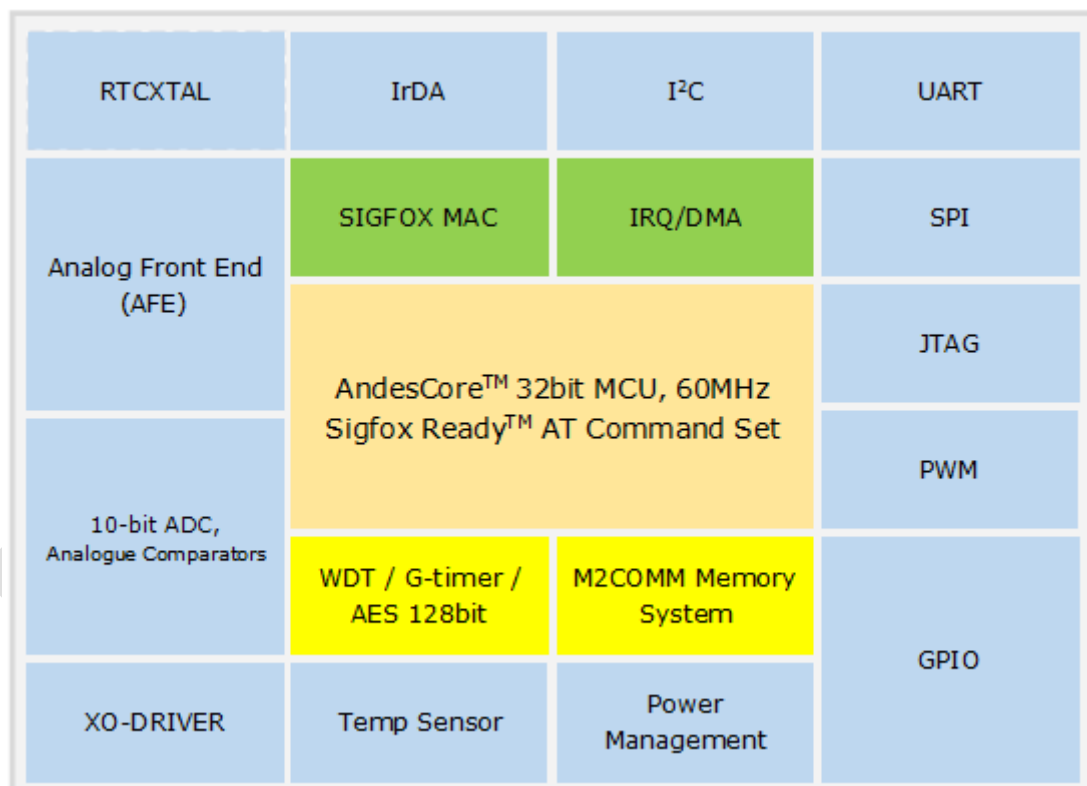 RTCXTAL
IrDA
I²C
UART
Analog Front End
(AFE)
SIGFOX MAC
IRQ/DMA
SPI
AndesCore™ 32bit MCU, 60MHz
Sigfox Ready™ AT Command Set
JTAG
PWM
10-bit ADC,
Analogue Comparators
WDT / G-timer /
AES 128bit
M2COMM Memory
System
GPIO
XO-DRIVER
Temp Sensor
Power
Management